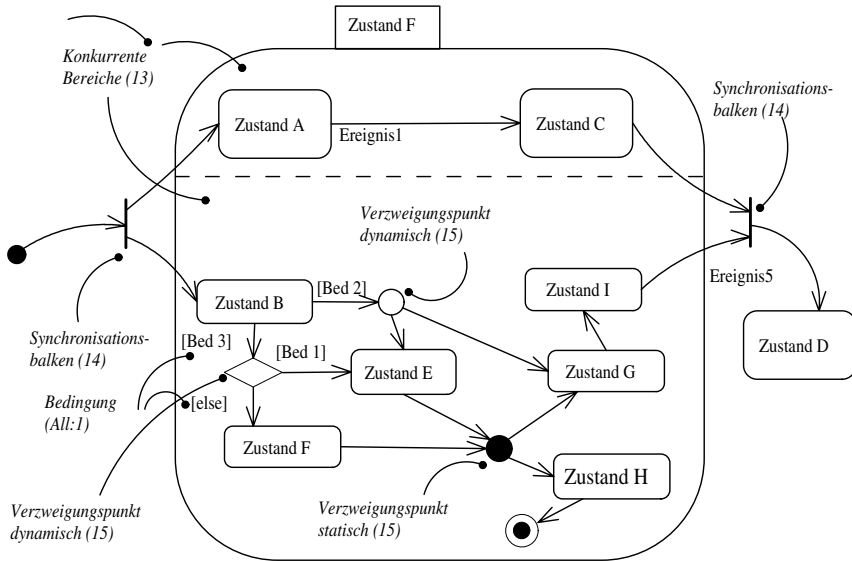 Zustand F
Konkurrente
Bereiche (13)
Synchronisations-
balken (14)
Zustand A
Ereignis1
Zustand C
Verzweigungspunkt
dynamisch (15)
Zustand B
[Bed 2]
Zustand I
Ereignis5
Synchronisations-
balken (14)
[Bed 3]
[Bed 1]
Zustand E
Zustand G
Zustand D
Bedingung
(All:1)
[else]
Zustand F
Zustand H
Verzweigungspunkt
dynamisch (15)
Verzweigungspunkt
statisch (15)